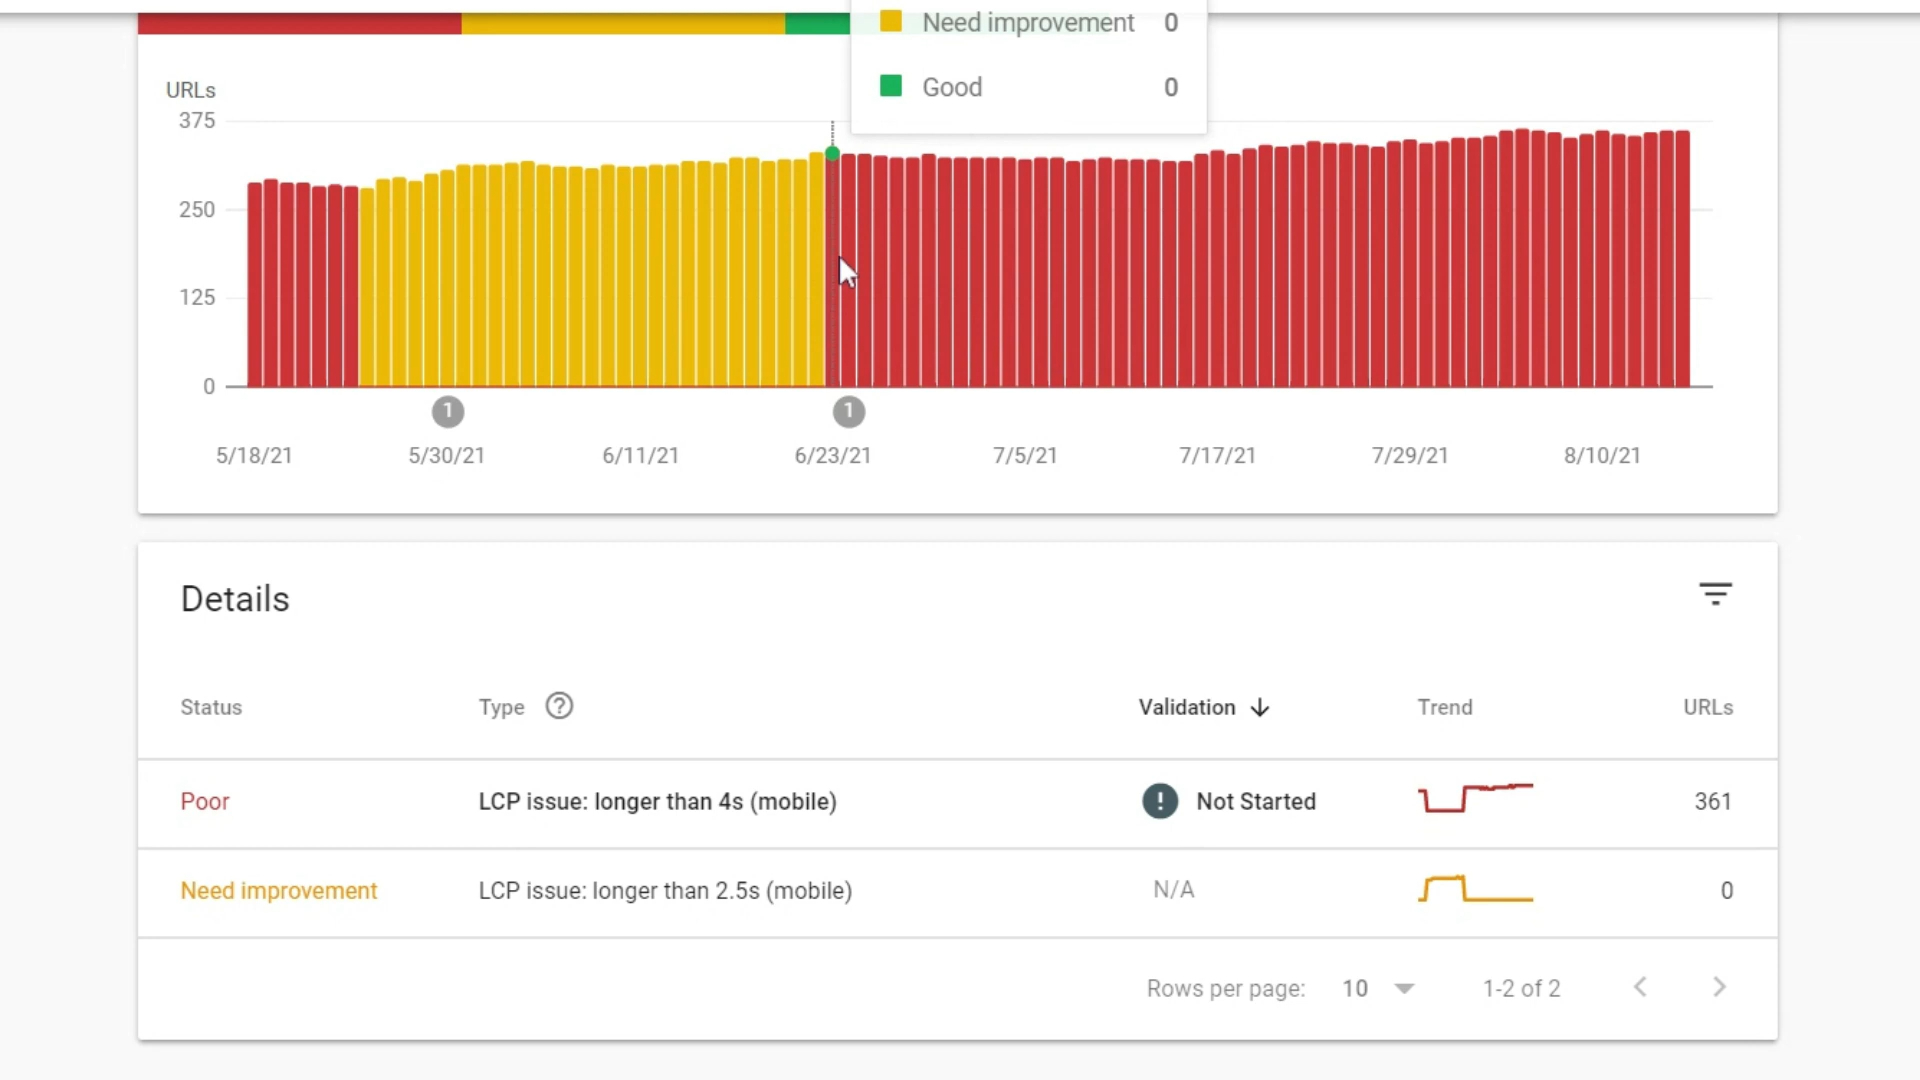 Need improvement 0
Good 0
URLs
375
250
125
0
1 1
5/18/21 5/30/21 6/11/21 6/23/21 7/5/21 7/17/21 7/29/21 8/10/21
Details
Status Type ? Validation Trend URLs
Poor LCP issue: longer than 4s (mobile) ! Not Started 361
Need improvement LCP issue: longer than 2.5s (mobile) N/A 0
Rows per page: 10 1-2 of 2